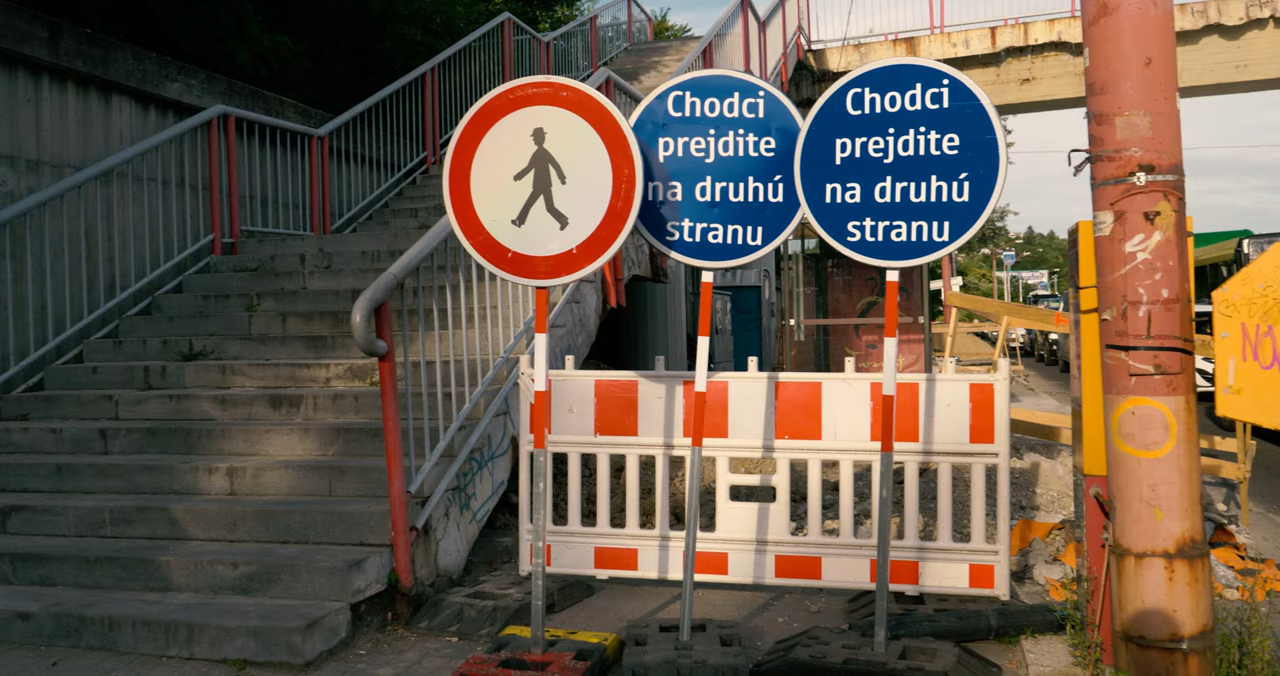 Chodci
prejdite
na druhú
stranu
Chodci
prejdite
na druhú
stranu